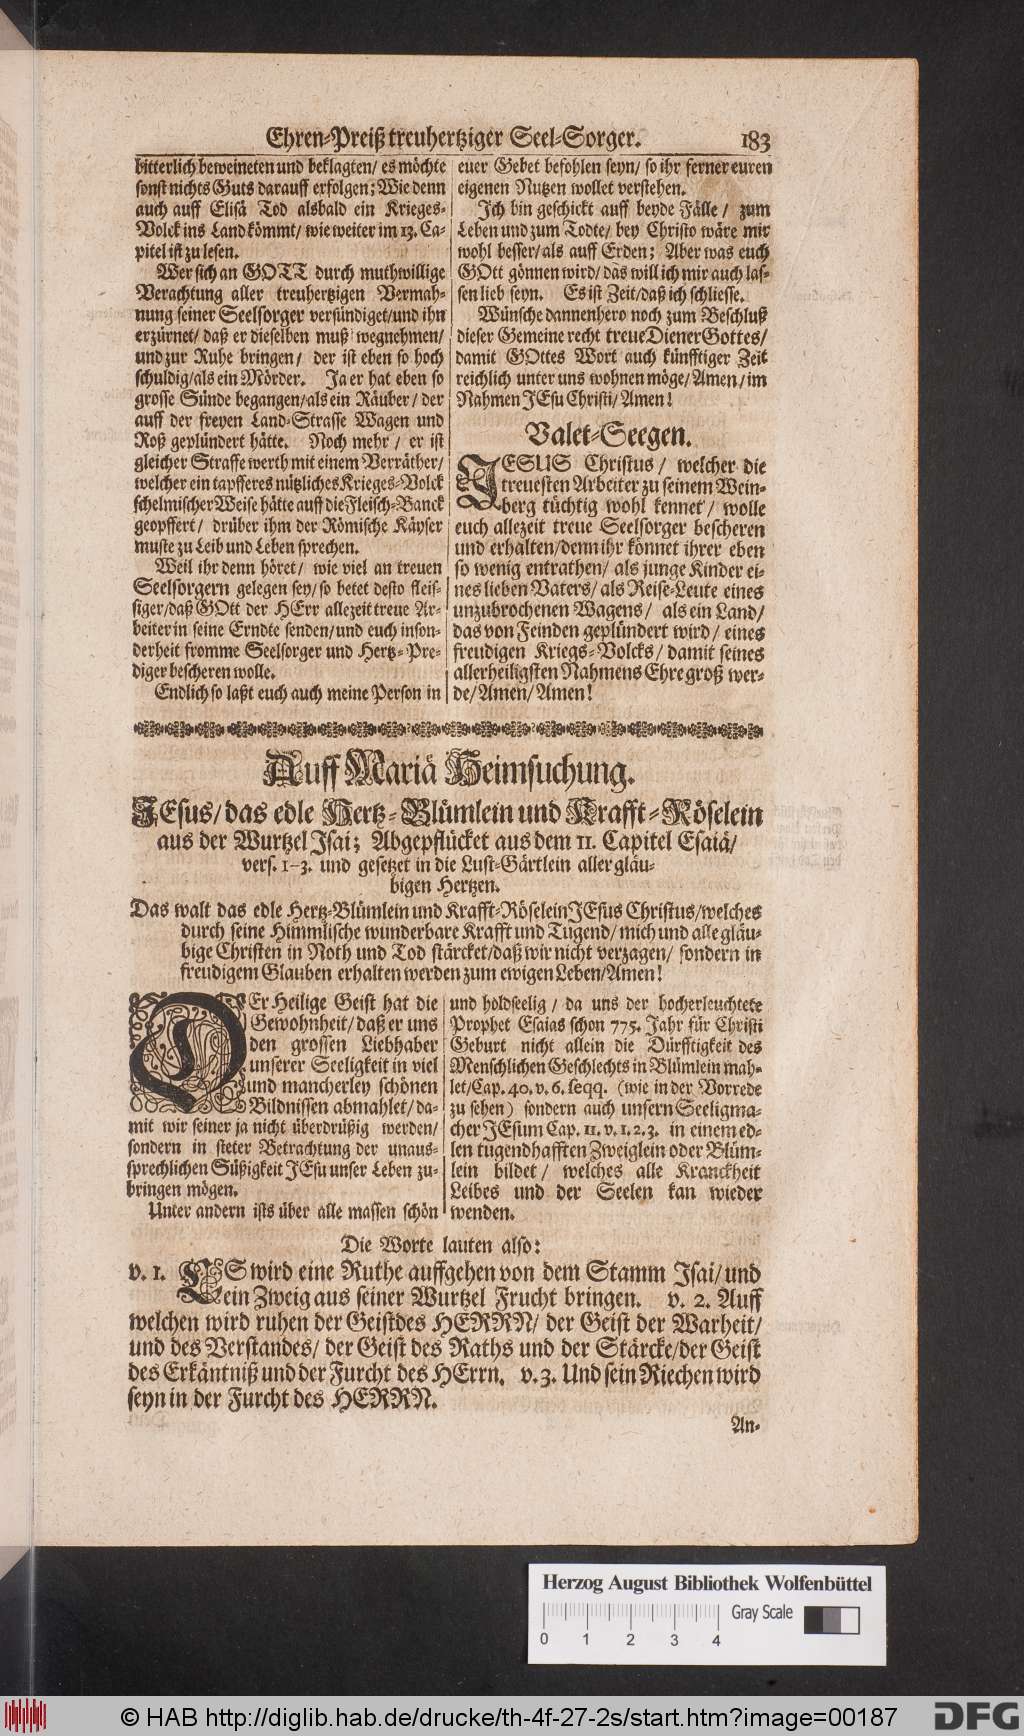 Ehren-Preiß treuhertziger Seel-Sorger. 183
bitterlich beweineten und beklagten/ es möchte
sonst nichts Guts darauff erfolgen; Wie denn
auch auff Elisä Tod alsbald ein Krieges-
Volck ins Land kömmt/ wie weiter im 13. Ca-
pitel ist zu lesen.
Wer sich an GOTT durch muthwillige
Verachtung aller treuhertzigen Vermah-
nung seiner Seelsorger versündiget/ und ihn
erzürnet/ daß er dieselben muß wegnehmen/
und zur Ruhe bringen/ der ist eben so hoch
schuldig/ als ein Mörder. Ja er hat eben so
grosse Sünde begangen/ als ein Räuber/ der
auff der freyen Land-Strasse Wagen und
Roß geplündert hätte. Noch mehr/ er ist
gleicher Straffe werth mit einem Verräther/
welcher ein tapfferes nützliches Krieges-Volck
schelmischer Weise hätte auff die Fleisch-Banck
geopffert/ drüber ihm der Römische Käyser
muste zu Leib und Leben sprechen.
Weil ihr denn höret/ wie viel an treuen
Seelsorgern gelegen sey/ so betet desto fleis-
siger/ daß GOtt der HErr allezeit treue Ar-
beiter in seine Erndte senden/ und euch inson-
derheit fromme Seelsorger und Hertz-Pre-
diger bescheren wolle.
Endlich so laßt euch auch meine Person in
euer Gebet befohlen seyn/ so ihr ferner euren
eigenen Nutzen wollet verstehen.
Ich bin geschickt auff beyde Fälle/ zum
Leben und zum Todte/ bey Christo wäre mir
wohl besser/ als auff Erden; Aber was euch
GOtt gönnen wird/ das will ich mir auch las-
sen lieb seyn. Es ist Zeit/ daß ich schliesse.
Wünsche dannenhero noch zum Beschluß
dieser Gemeine recht treue Diener Gottes/
damit GOttes Wort auch künfftiger Zeit
reichlich unter uns wohnen möge/ Amen/ im
Nahmen JEsu Christi/ Amen!
Valet-Seegen.
JESUS Christus/ welcher die
treuesten Arbeiter zu seinem Wein-
berg tüchtig wohl kennet/ wolle
euch allezeit treue Seelsorger bescheren
und erhalten/ denn ihr könnet ihrer eben
so wenig entrathen/ als junge Kinder ei-
nes lieben Vaters/ als Reise-Leute eines
unzubrochenen Wagens/ als ein Land/
das von Feinden geplündert wird/ eines
freudigen Kriegs-Volcks/ damit seines
allerheiligsten Nahmens Ehre groß wer-
de/ Amen/ Amen!
Auff Mariä Heimsuchung.
JEsus/ das edle Hertz-Blümlein und Krafft-Röselein
aus der Wurtzel Jsai; Abgepflücket aus dem 11. Capitel Esaiä/
vers. 1-3. und gesetzet in die Lust-Gärtlein aller gläu-
bigen Hertzen.
Das walt das edle Hertz-Blümlein und Krafft-Röselein JEsus Christus/ welches
durch seine Himmlische wunderbare Krafft und Tugend/ mich und alle gläu-
bige Christen in Noth und Tod stärcket/ daß wir nicht verzagen/ sondern in
freudigem Glauben erhalten werden zum ewigen Leben/ Amen!
DEr Heilige Geist hat die
Gewohnheit/ daß er uns
den grossen Liebhaber
unserer Seeligkeit in viel
und mancherley schönen
Bildnissen abmahlet/ da-
mit wir seiner ja nicht überdrüßig werden/
sondern in steter Betrachtung der unaus-
sprechlichen Süßigkeit JEsu unser Leben zu-
bringen mögen.
Unter andern ists über alle massen schön
und holdseelig/ da uns der hocherleuchtete
Prophet Esaias schon 775. Jahr für Christi
Geburt nicht allein die Dürfftigkeit des
Menschlichen Geschlechts in Blümlein mah-
let/ Cap. 40. v. 6. seqq. (wie in der Vorrede
zu sehen) sondern auch unsern Seeligma-
cher JEsum Cap. 11. v. 1. 2. 3. in einem ed-
len tugendhafften Zweiglein oder Blüm-
lein bildet/ welches alle Kranckheit
Leibes und der Seelen kan wieder
wenden.
Die Worte lauten also:
v. 1. ES wird eine Ruthe auffgehen von dem Stamm Jsai/ und
ein Zweig aus seiner Wurtzel Frucht bringen. v. 2. Auff
welchen wird ruhen der Geist des HERRN/ der Geist der Warheit/
und des Verstandes/ der Geist des Raths und der Stärcke/ der Geist
des Erkäntniß und der Furcht des HErrn. v. 3. Und sein Riechen wird
seyn in der Furcht des HERRN.
An-
Herzog August Bibliothek Wolfenbüttel
Gray Scale
0 1 2 3 4
© HAB http://diglib.hab.de/drucke/th-4f-27-2s/start.htm?image=00187
DFG